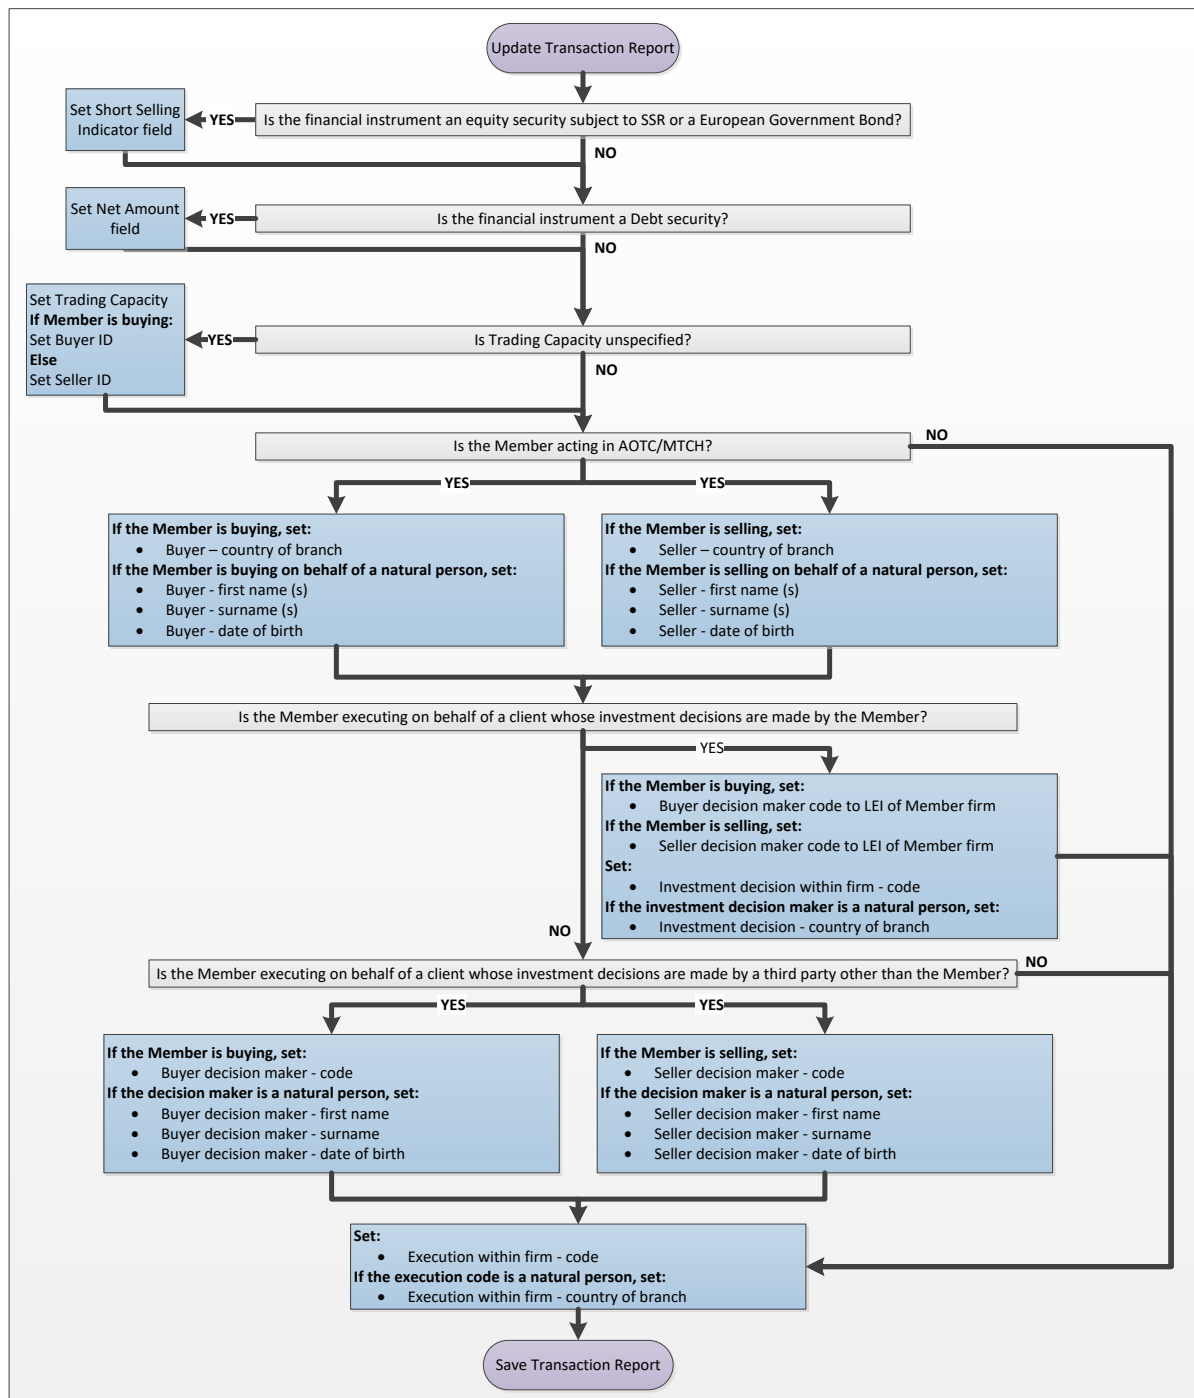 Update Transaction Report
Set Short Selling
Indicator field
YES
Is the financial instrument an equity security subject to SSR or a European Government Bond?
NO
Set Net Amount
field
YES
Is the financial instrument a Debt security?
NO
Set Trading Capacity
If Member is buying:
Set Buyer ID
Else
Set Seller ID
YES
Is Trading Capacity unspecified?
NO
Is the Member acting in AOTC/MTCH?
NO
YES
YES
If the Member is buying, set:
• Buyer – country of branch
If the Member is buying on behalf of a natural person, set:
• Buyer - first name (s)
• Buyer - surname (s)
• Buyer - date of birth
If the Member is selling, set:
• Seller – country of branch
If the Member is selling on behalf of a natural person, set:
• Seller - first name (s)
• Seller - surname (s)
• Seller - date of birth
Is the Member executing on behalf of a client whose investment decisions are made by the Member?
YES
If the Member is buying, set:
• Buyer decision maker code to LEI of Member firm
If the Member is selling, set:
• Seller decision maker code to LEI of Member firm
Set:
• Investment decision within firm - code
If the investment decision maker is a natural person, set:
• Investment decision - country of branch
NO
Is the Member executing on behalf of a client whose investment decisions are made by a third party other than the Member?
NO
YES
YES
If the Member is buying, set:
• Buyer decision maker - code
If the decision maker is a natural person, set:
• Buyer decision maker - first name
• Buyer decision maker - surname
• Buyer decision maker - date of birth
If the Member is selling, set:
• Seller decision maker - code
If the decision maker is a natural person, set:
• Seller decision maker - first name
• Seller decision maker - surname
• Seller decision maker - date of birth
Set:
• Execution within firm - code
If the execution code is a natural person, set:
• Execution within firm - country of branch
Save Transaction Report